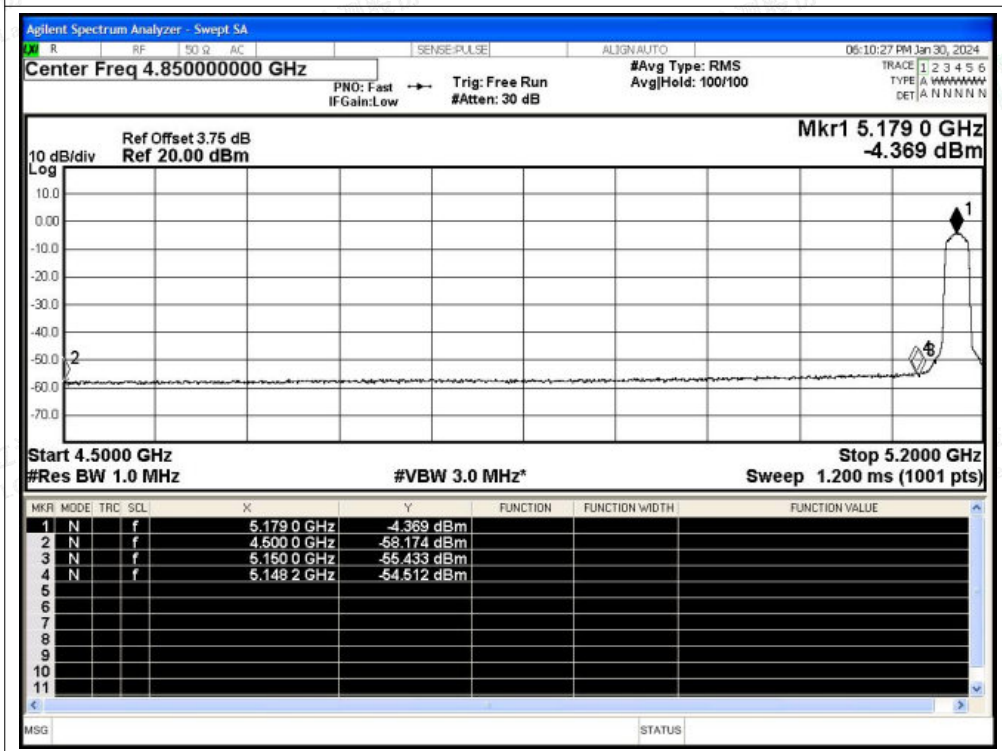 Agilent Spectrum Analyzer - Swept SA
LXI R RF 50 Ω AC SENSE:PULSE ALIGNAUTO 06:10:27 PM Jan 30, 2024
Center Freq 4.850000000 GHz #Avg Type: RMS TRACE 1 2 3 4 5 6
PNO: Fast Trig: Free Run Avg|Hold: 100/100 TYPE A WWWWW
IFGain:Low #Atten: 30 dB DET A N N N N N
Mkr1 5.179 0 GHz
Ref Offset 3.75 dB
10 dB/div Ref 20.00 dBm -4.369 dBm
Log
10.0
1
0.00
-10.0
-20.0
-30.0
-40.0
4 3
-50.0 2
-60.0
-70.0
Start 4.5000 GHz Stop 5.2000 GHz
#Res BW 1.0 MHz #VBW 3.0 MHz* Sweep 1.200 ms (1001 pts)
MKR MODE TRC SCL X Y FUNCTION FUNCTION WIDTH FUNCTION VALUE
1 N f 5.179 0 GHz -4.369 dBm
2 N f 4.500 0 GHz -58.174 dBm
3 N f 5.150 0 GHz -55.433 dBm
4 N f 5.148 2 GHz -54.512 dBm
5
6
7
8
9
10
11
MSG STATUS